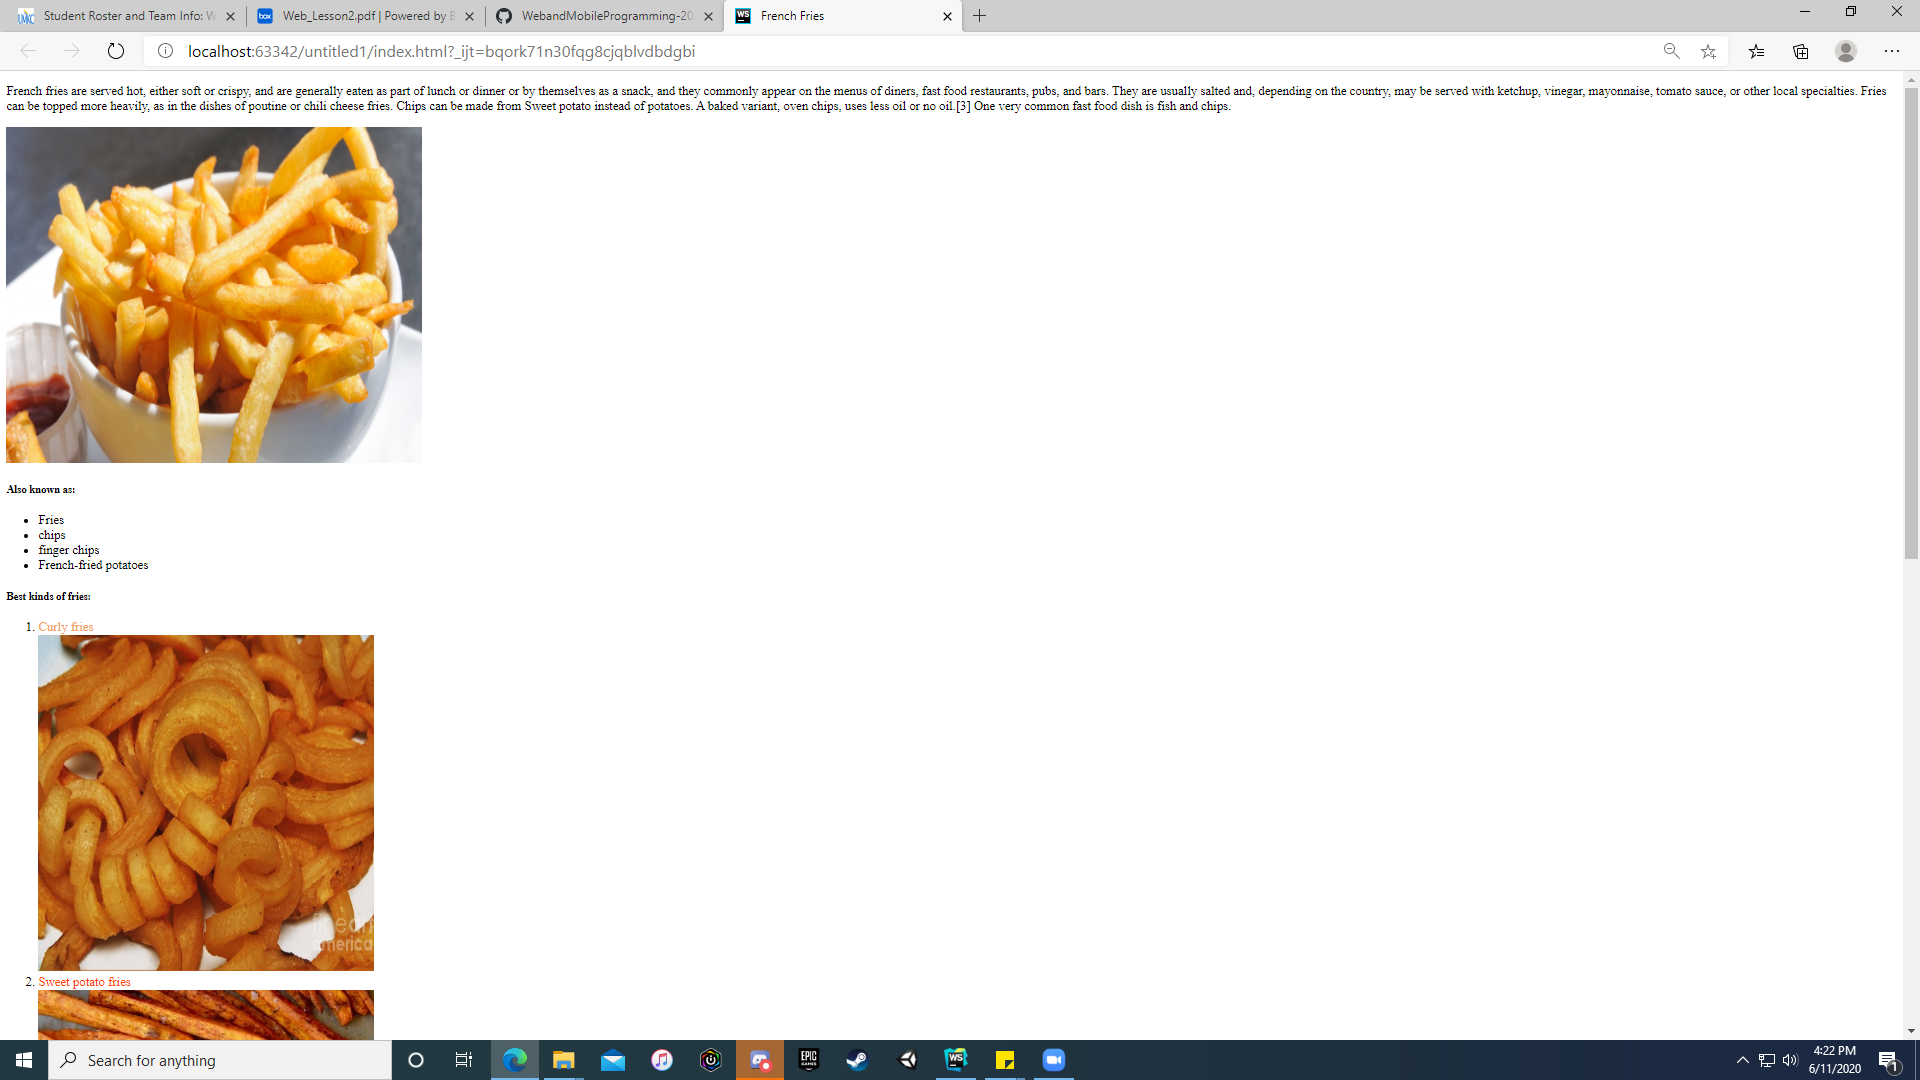 Student Roster and Team Info: W
Web_Lesson2.pdf | Powered by B
WebandMobileProgramming-20
French Fries
localhost:63342/untitled1/index.html?_ijt=bqork71n30fqg8cjqblvdbdgbi
French fries are served hot, either soft or crispy, and are generally eaten as part of lunch or dinner or by themselves as a snack, and they commonly appear on the menus of diners, fast food restaurants, pubs, and bars. They are usually salted and, depending on the country, may be served with ketchup, vinegar, mayonnaise, tomato sauce, or other local specialties. Fries
can be topped more heavily, as in the dishes of poutine or chili cheese fries. Chips can be made from Sweet potato instead of potatoes. A baked variant, oven chips, uses less oil or no oil.[3] One very common fast food dish is fish and chips.
Also known as:
• Fries
• chips
• finger chips
• French-fried potatoes
Best kinds of fries:
1. Curly fries
america
2. Sweet potato fries
Search for anything
4:22 PM
6/11/2020
1
UMKC
box
WS
EPIC
GAMES
WS